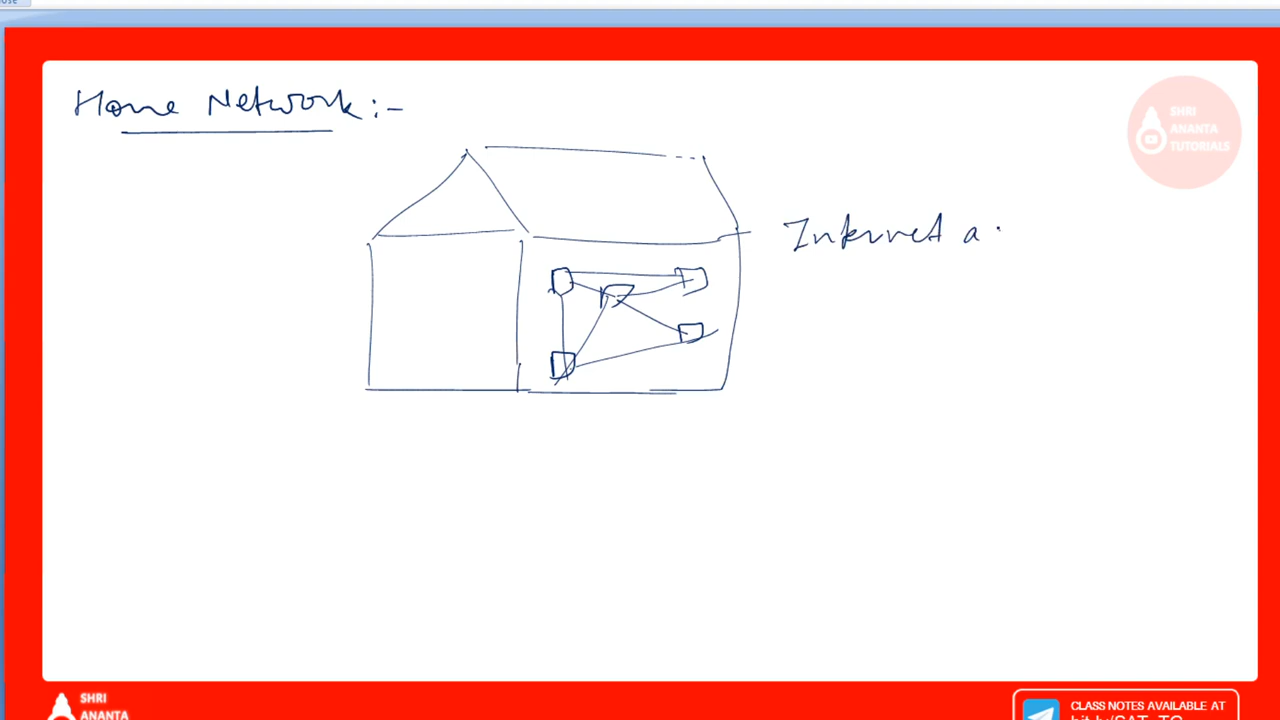 Home Network:-
SHRI
ANANTA
TUTORIALS
Internet a
SHRI
ANANTA
CLASS NOTES AVAILABLE AT